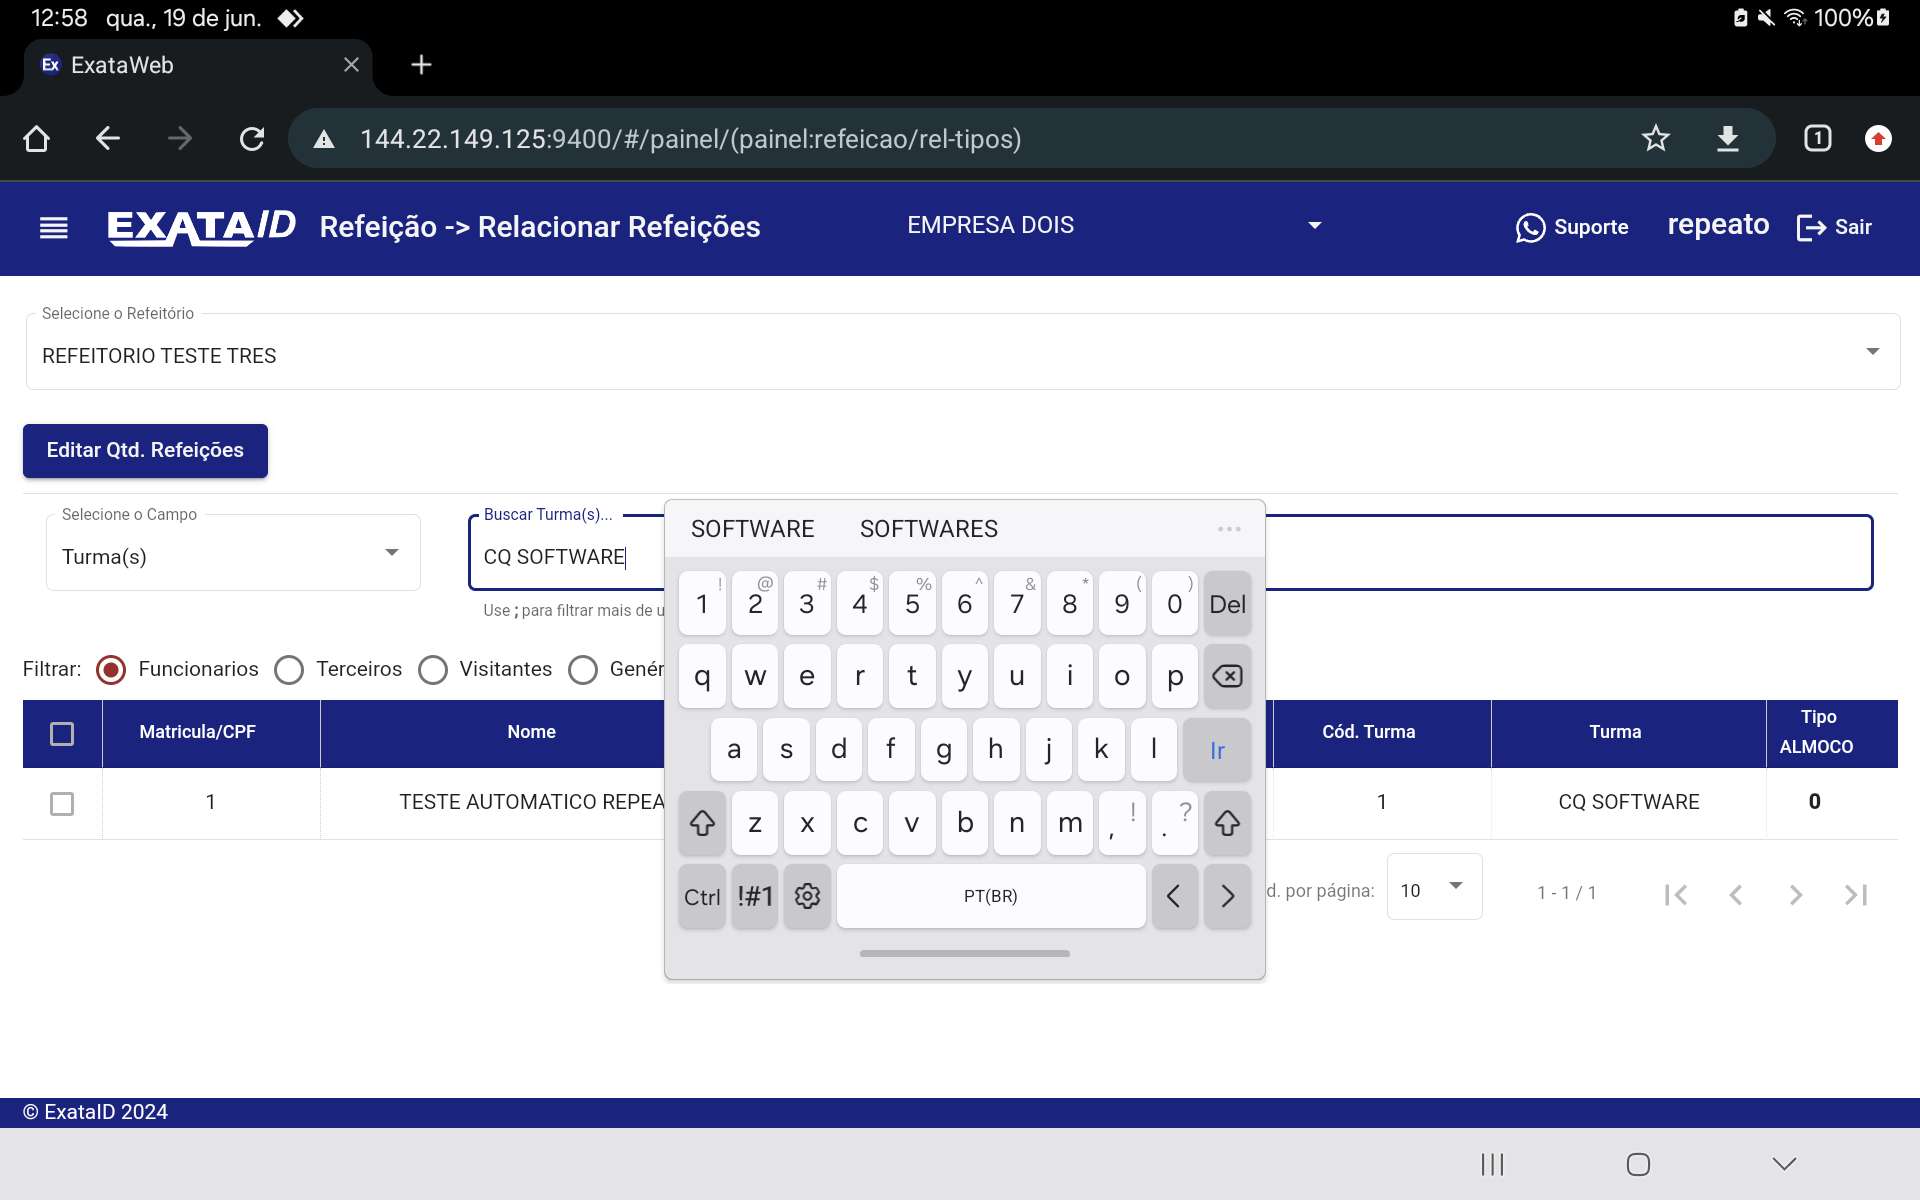 12:58 qua., 19 de jun. 100%
Ex ExataWeb
144.22.149.125:9400/#/painel/(painel:refeicao/rel-tipos) 1
EXATAID Refeição -> Relacionar Refeições EMPRESA DOIS Suporte repeato Sair
Selecione o Refeitório
REFEITORIO TESTE TRES
Editar Qtd. Refeições
Selecione o Campo
Turma(s)
Buscar Turma(s)...
CQ SOFTWARE
Use ; para filtrar mais de u
Filtrar: Funcionarios Terceiros Visitantes Genér
Matricula/CPF Nome Cód. Turma Turma Tipo ALMOCO
1 TESTE AUTOMATICO REPEA 1 CQ SOFTWARE 0
d. por página: 10 1 - 1 / 1
SOFTWARE SOFTWARES ...
! @ # $ % ^ & * ( )
1 2 3 4 5 6 7 8 9 0 Del
q w e r t y u i o p
a s d f g h j k l Ir
z x c v b n m , ! . ?
Ctrl !#1 PT(BR) < >
© ExataID 2024